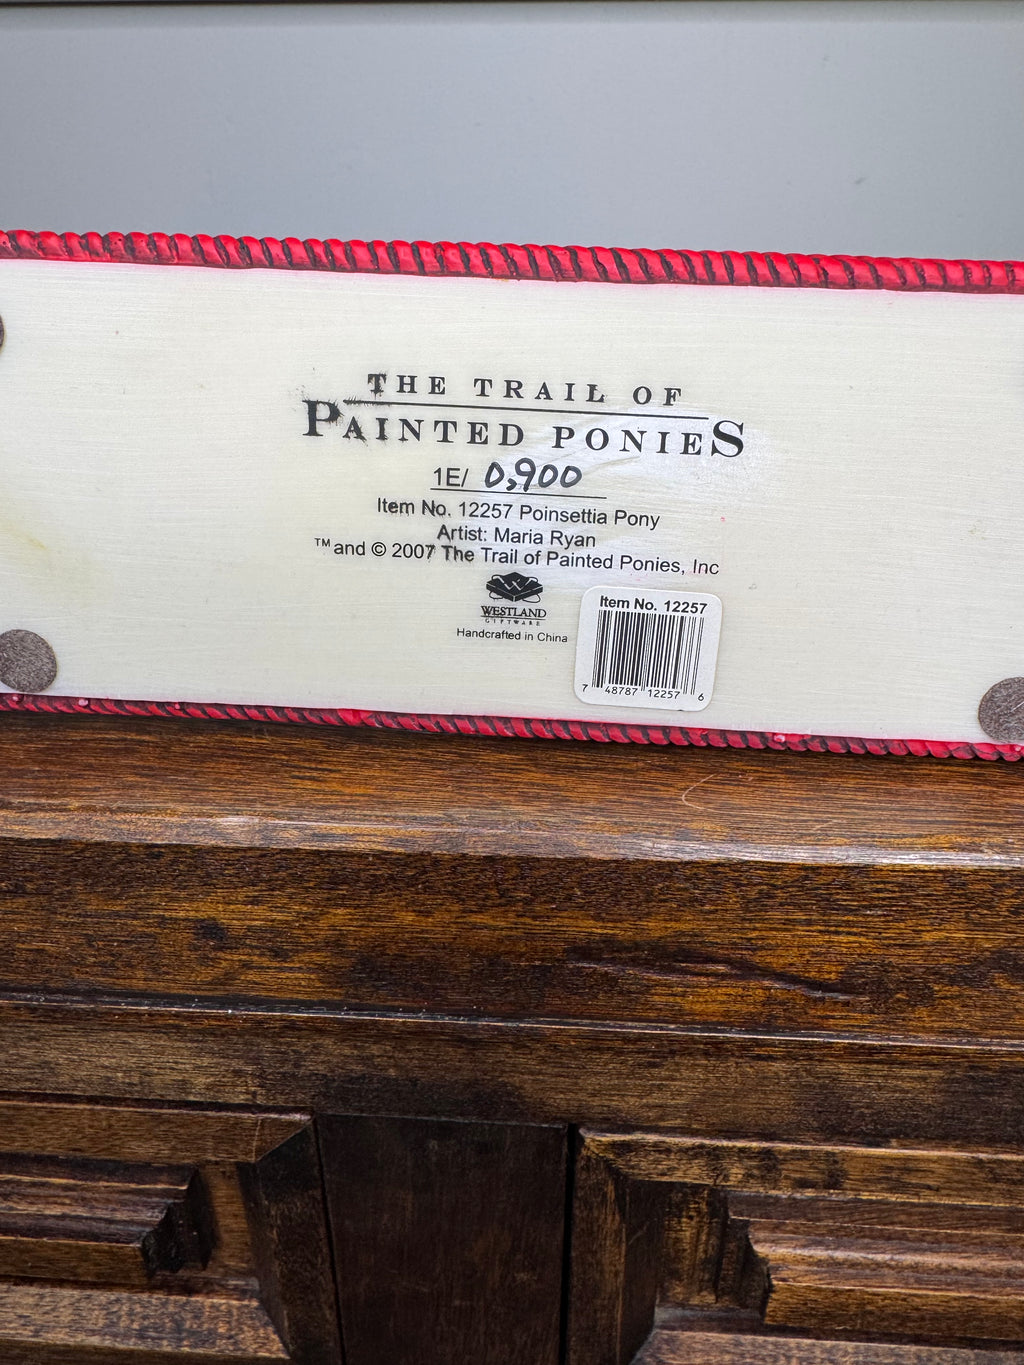 THE TRAIL OF
PAINTED PONIES
1E/ 0,900
Item No. 12257 Poinsettia Pony
Artist: Maria Ryan
™ and © 2007 The Trail of Painted Ponies, Inc
WESTLAND
GIFTWARE
Handcrafted in China
Item No. 12257
7 48787 12257 6